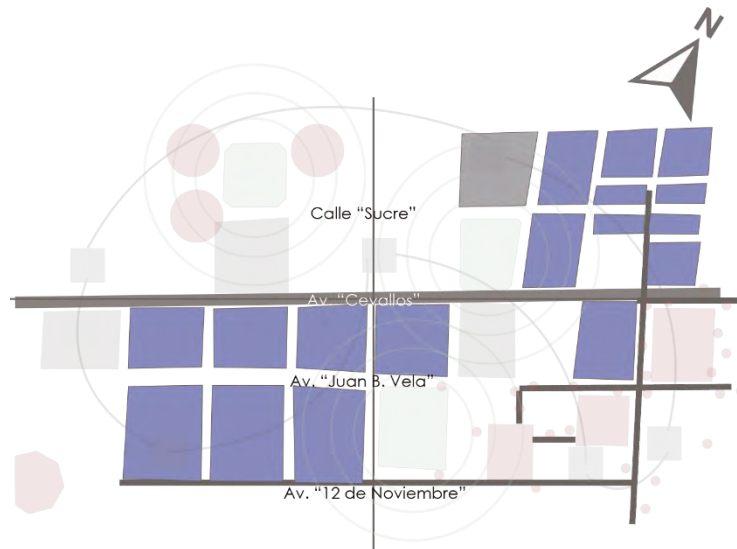 N
Calle “Sucre”
Av. “Cevallos”
Av. “Juan B. Vela”
Av. “12 de Noviembre”